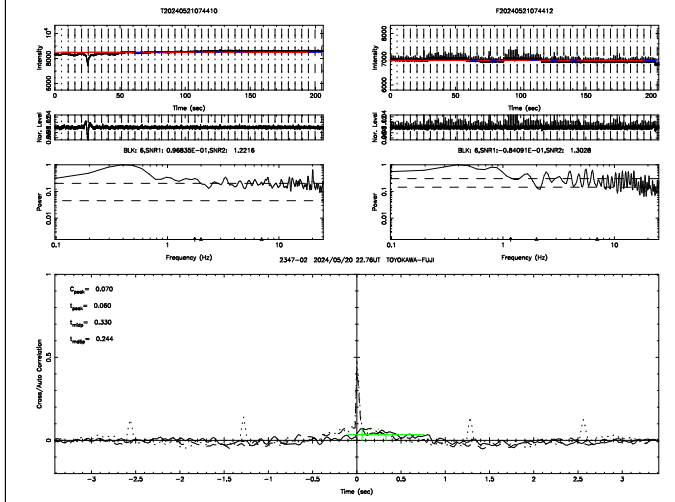 T20240521074410
F20240521074412
Intensity
10⁴
8000
6000
0
50
100
150
200
Time (sec)
Intensity
8000
7000
6000
0
50
100
150
200
Time (sec)
Nor. Level
Nor. Level
BLK: 6,SNR1: 0.96835E-01,SNR2: 1.2216
BLK: 6,SNR1:-0.84091E-01,SNR2: 1.3028
Power
1
0.1
0.01
0.1
1
10
Frequency (Hz)
Power
1
0.1
0.01
0.1
1
10
Frequency (Hz)
2347-02 2024/05/20 22.76UT TOYOKAWA-FUJI
Cross/Auto Correlation
1
0.5
0
C_peak= 0.070
t_peak= 0.060
t_midp= 0.330
-3
-2.5
-2
-1.5
-1
-0.5
0
0.5
1
1.5
2
2.5
3
Time (sec)